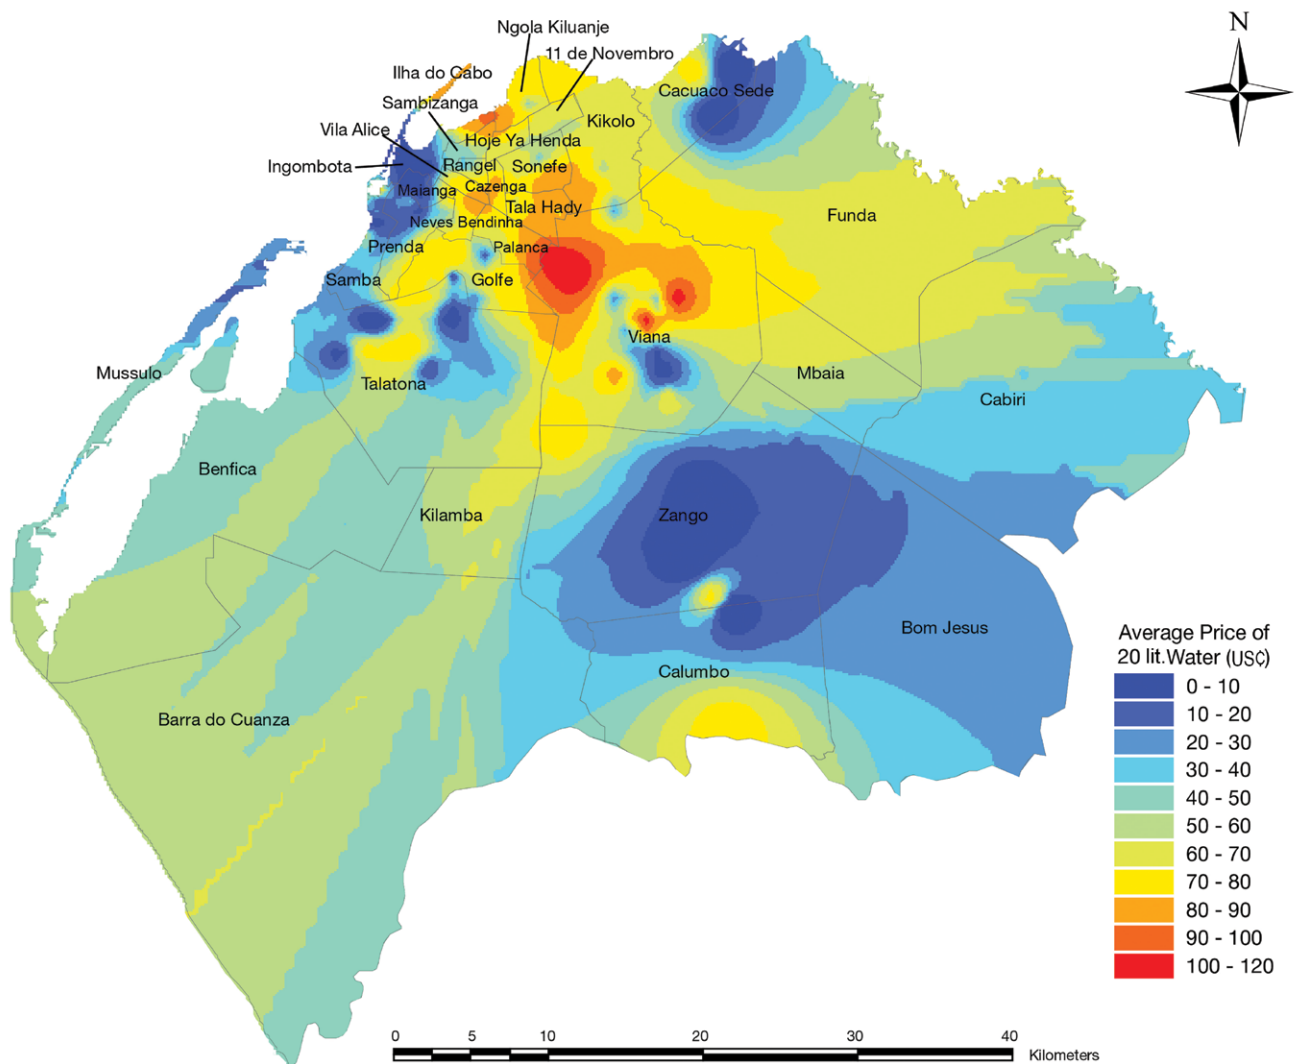 Ngola Kiluanje
N
11 de Novembro
Ilha do Cabo
Cacuaco Sede
Sambizanga
Kikolo
Vila Alice
Hoje Ya Henda
Ingombota
Rangel
Sonefe
Maianga
Cazenga
Tala Hady
Funda
Neves Bendinha
Prenda
Palanca
Samba
Golfe
Viana
Mussulo
Mbaia
Talatona
Cabiri
Benfica
Kilamba
Zango
Bom Jesus
Calumbo
Barra do Cuanza
Average Price of
20 lit.Water (US₵)
0 - 10
10 - 20
20 - 30
30 - 40
40 - 50
50 - 60
60 - 70
70 - 80
80 - 90
90 - 100
100 - 120
0 5 10 20 30 40
Kilometers